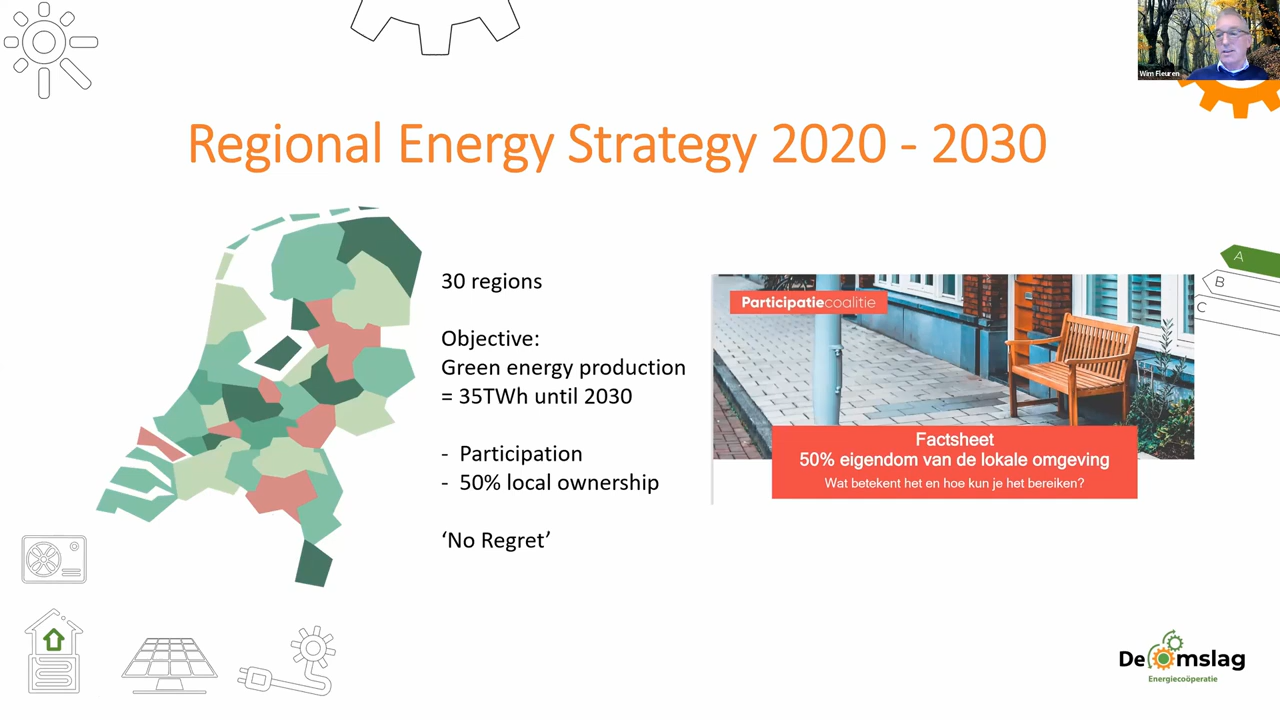 Wim Fleuren
Regional Energy Strategy 2020 - 2030
30 regions
Objective:
Green energy production
= 35TWh until 2030
- Participation
- 50% local ownership
‘No Regret’
Participatiecoalitie
Factsheet
50% eigendom van de lokale omgeving
Wat betekent het en hoe kun je het bereiken?
A
B
C
De Omslag
Energiecoöperatie